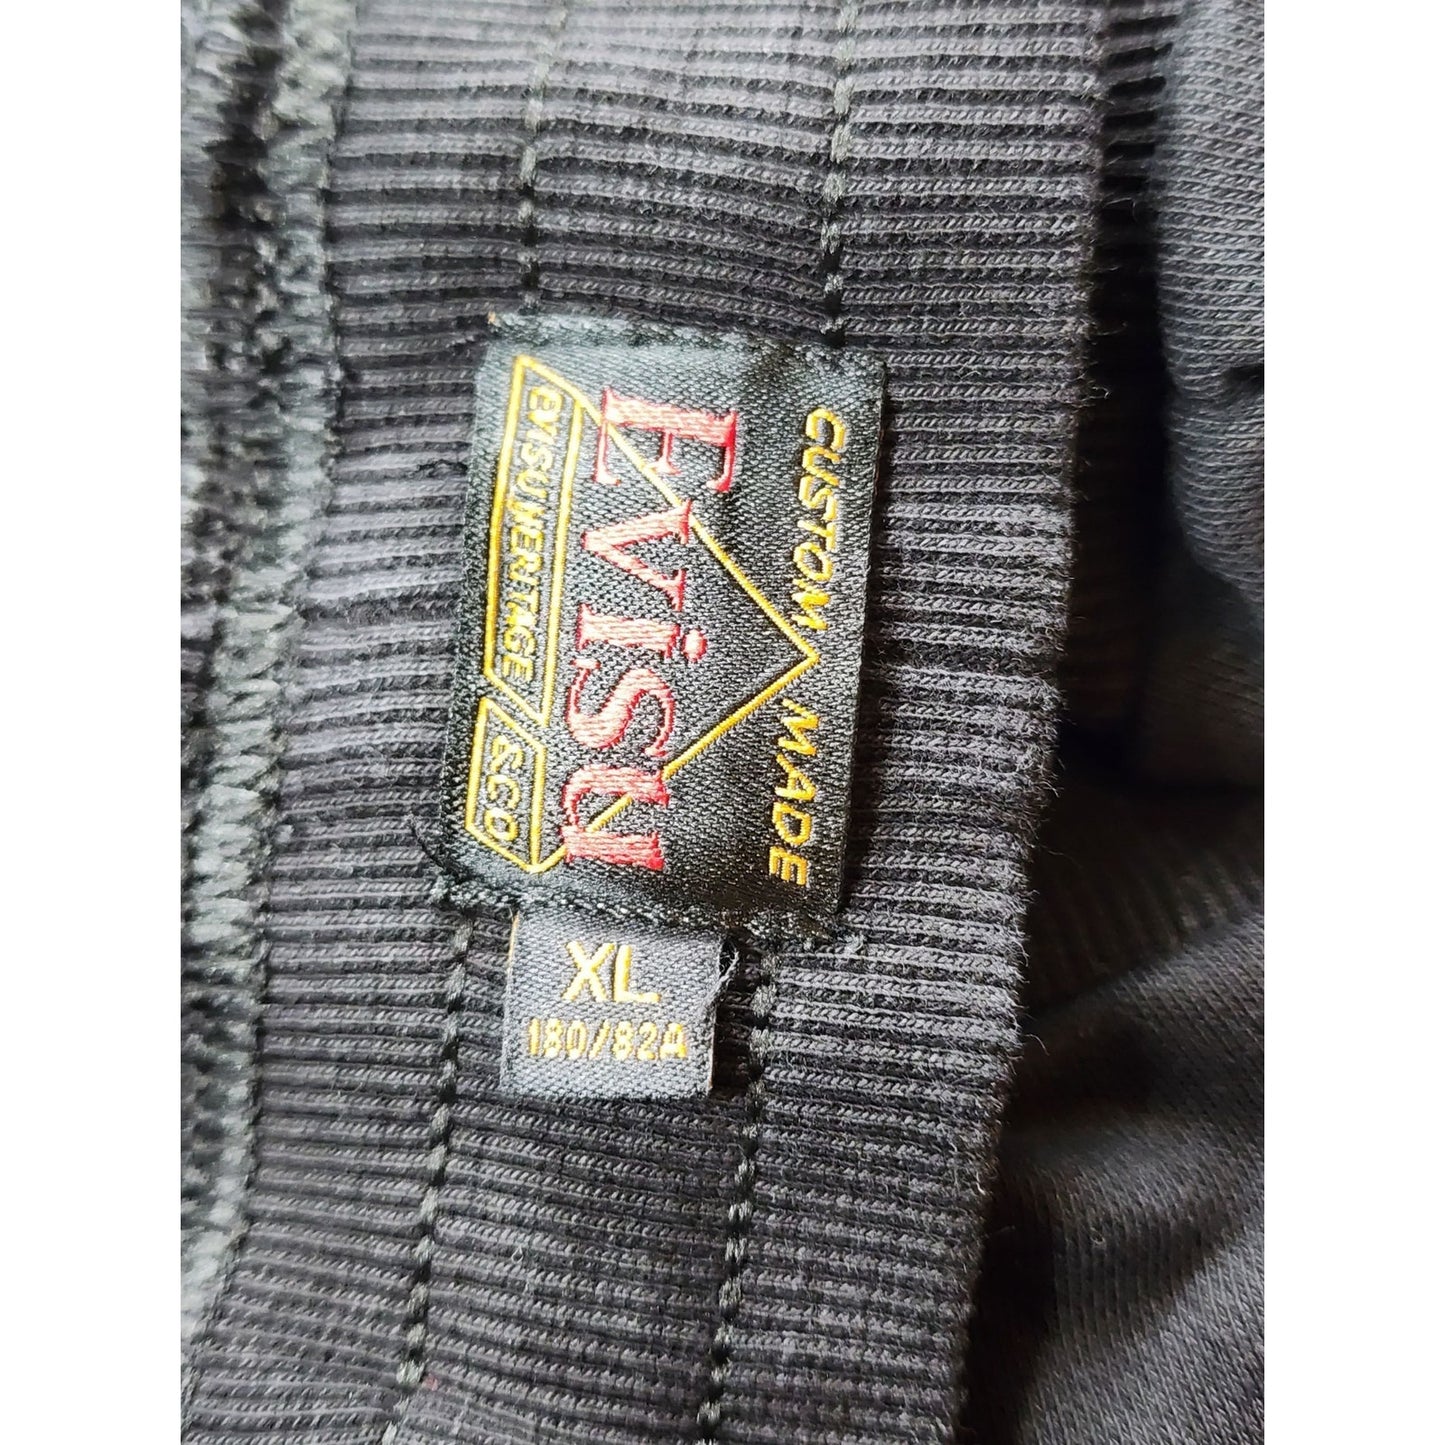 CUSTOM MADE
EViSU
EVISU HERITAGE
&CO
XL
180/82A